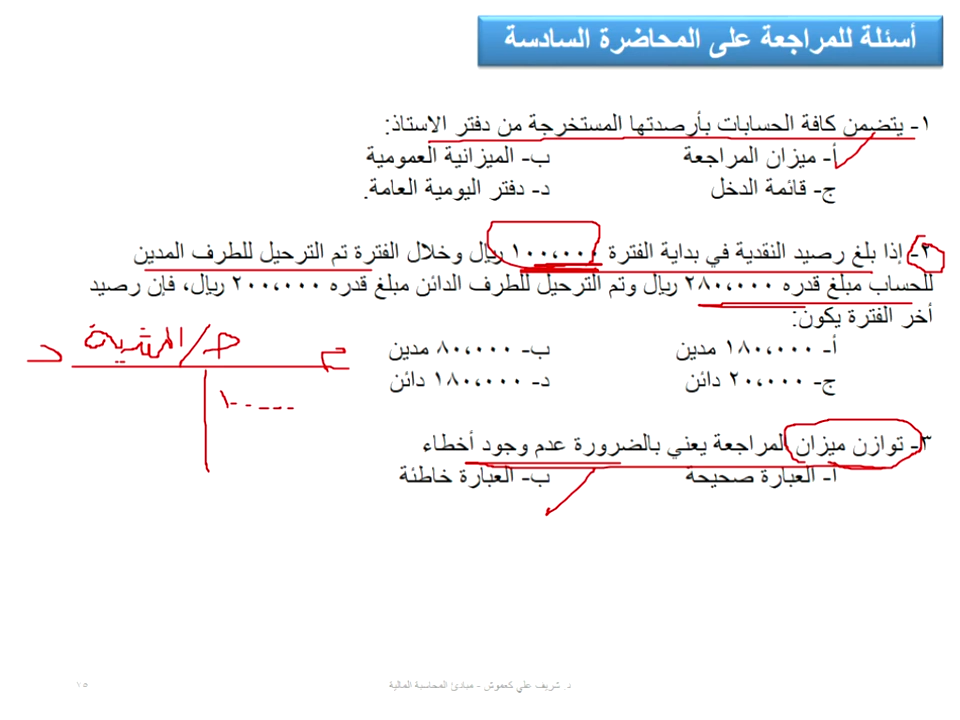 أسئلة للمراجعة على المحاضرة السادسة
١- يتضمن كافة الحسابات بأرصدتها المستخرجة من دفتر الاستاذ:
أ- ميزان المراجعة ب- الميزانية العمومية
ج- قائمة الدخل د- دفتر اليومية العامة.
٢- إذا بلغ رصيد النقدية في بداية الفترة ١٠٠،٠٠٠ ريال وخلال الفترة تم الترحيل للطرف المدين
للحساب مبلغ قدره ٢٨٠،٠٠٠ ريال وتم الترحيل للطرف الدائن مبلغ قدره ٢٠٠،٠٠٠ ريال، فإن رصيد
أخر الفترة يكون:
أ- ١٨٠،٠٠٠ مدين ب- ٨٠،٠٠٠ مدين
ج- ٢٠،٠٠٠ دائن د- ١٨٠،٠٠٠ دائن
٣- توازن ميزان المراجعة يعني بالضرورة عدم وجود أخطاء
ا- العبارة صحيحة ب- العبارة خاطئة
د. شريف علي كعموش - مبادئ المحاسبة المالية
٧٥